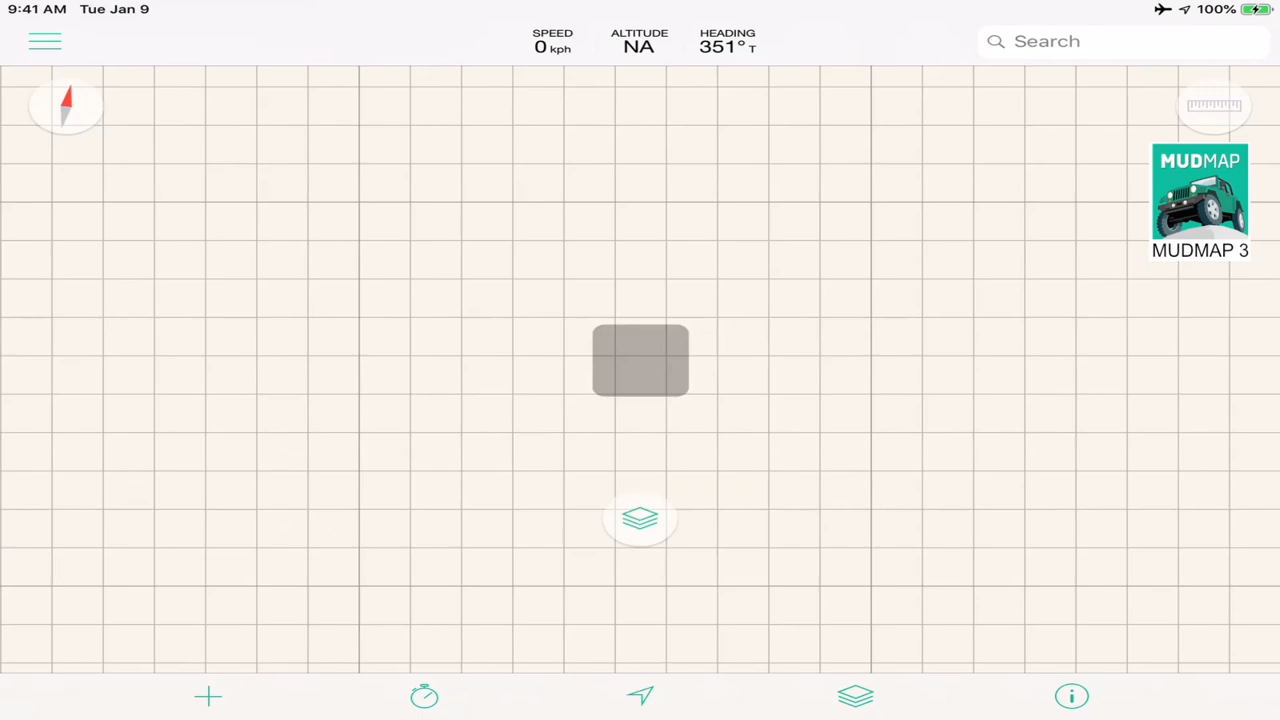 9:41 AM Tue Jan 9
100%
SPEED
0 kph
ALTITUDE
NA
HEADING
351° T
Search
MUDMAP
MUDMAP 3